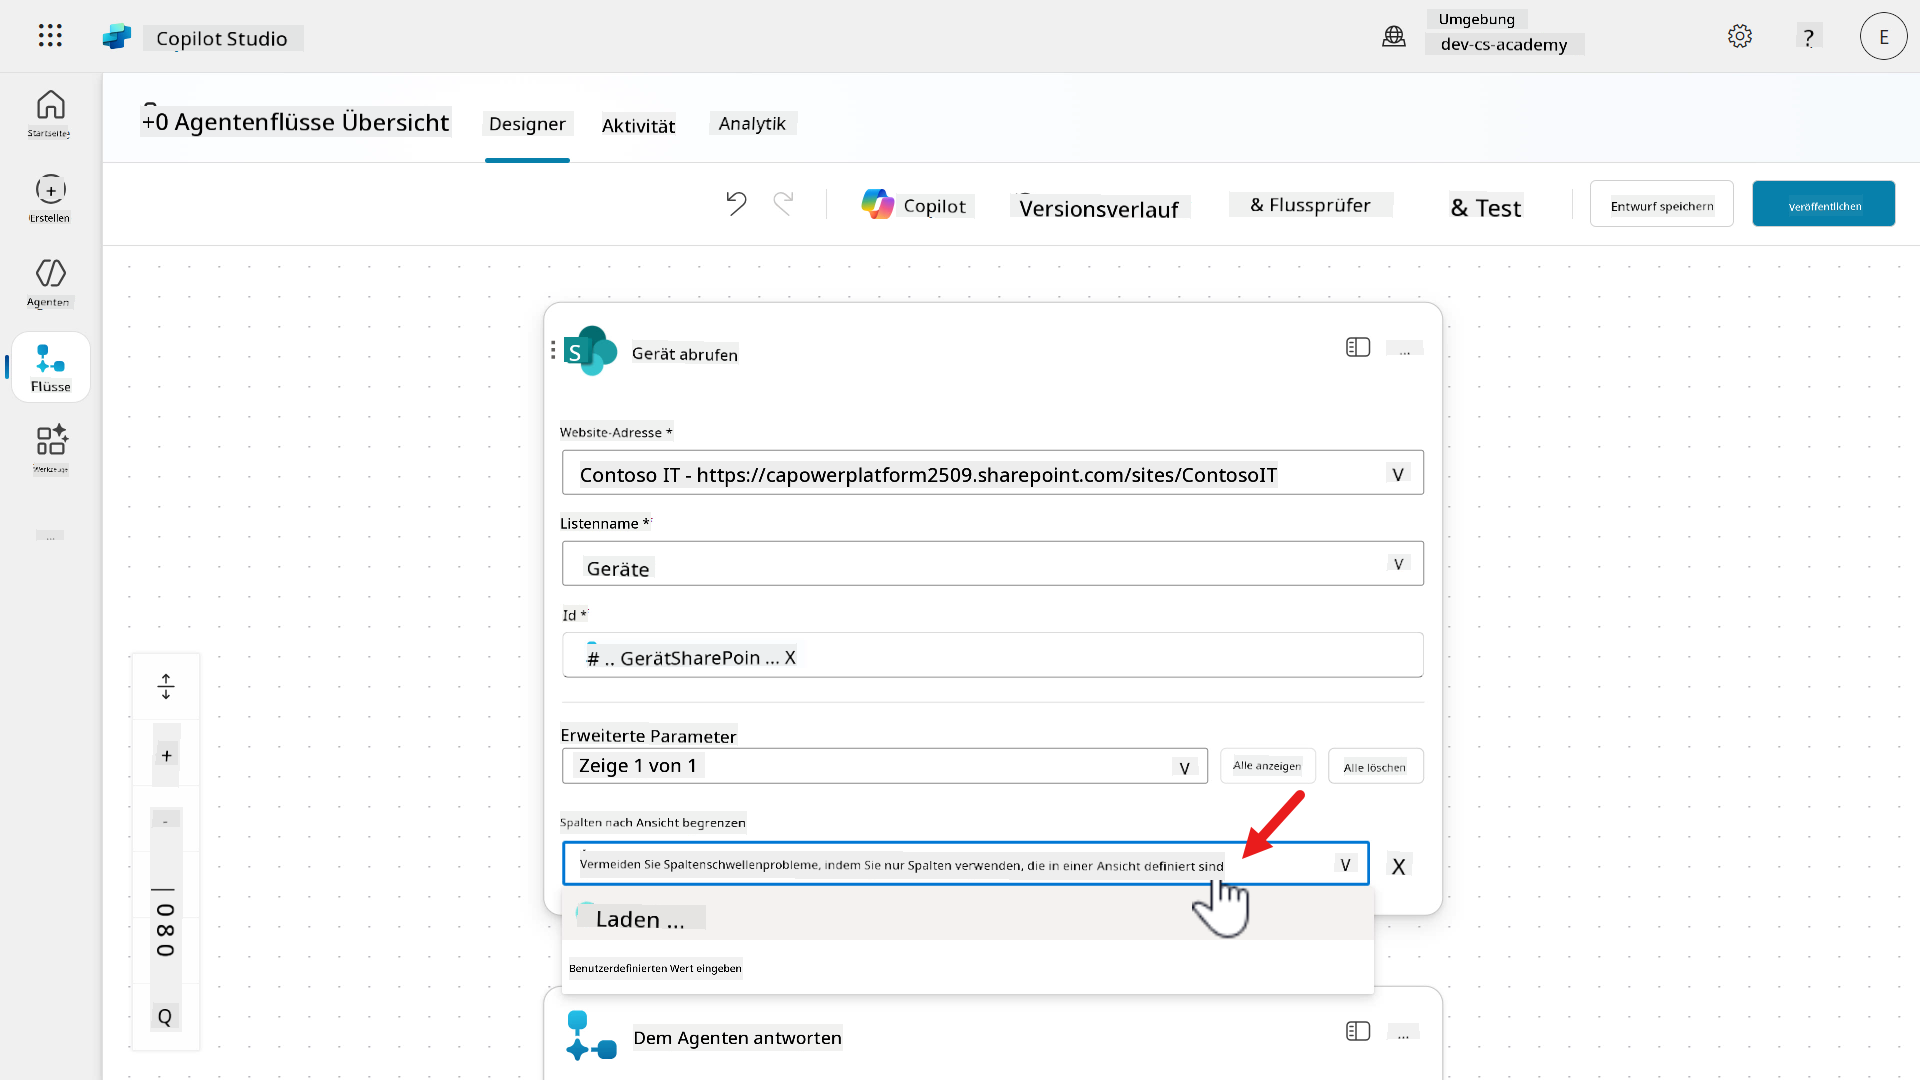 Copilot Studio
Umgebung
dev-cs-academy
?
E
Startseite
+0 Agentenflüsse Übersicht
Designer
Aktivität
Analytik
Erstellen
Copilot
Versionsverlauf
& Flussprüfer
& Test
Entwurf speichern
Veröffentlichen
Agenten
Flüsse
Werkzeuge
...
S
Gerät abrufen
...
Website-Adresse *
Contoso IT - https://capowerplatform2509.sharepoint.com/sites/ContosoIT
V
Listenname *
Geräte
V
Id *
# .. GerätSharePoin ... X
Erweiterte Parameter
Zeige 1 von 1
V
Alle anzeigen
Alle löschen
Spalten nach Ansicht begrenzen
Vermeiden Sie Spaltenschwellenprobleme, indem Sie nur Spalten verwenden, die in einer Ansicht definiert sind
V
X
Laden ...
Benutzerdefinierten Wert eingeben
+
-
| 0 8 0
Q
Dem Agenten antworten
...